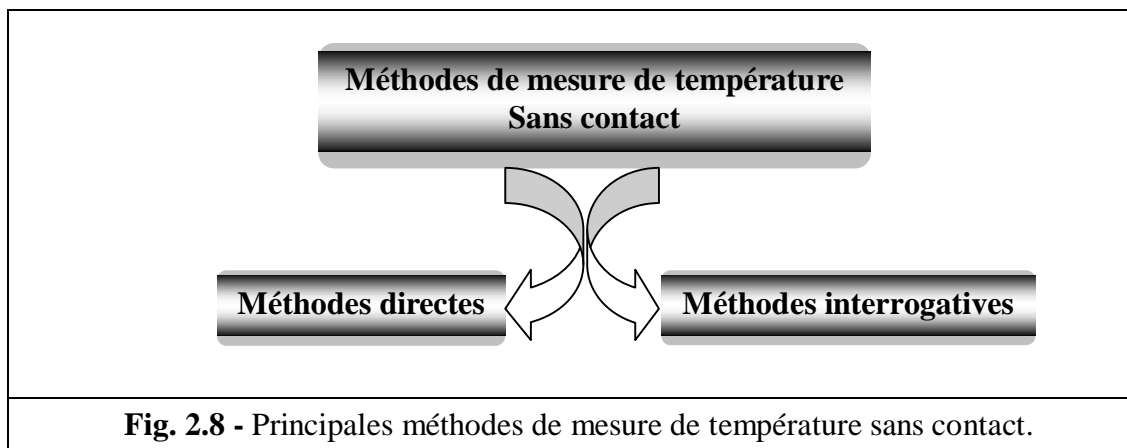 Méthodes de mesure de température
Sans contact
Méthodes directes
Méthodes interrogatives
Fig. 2.8 - Principales méthodes de mesure de température sans contact.